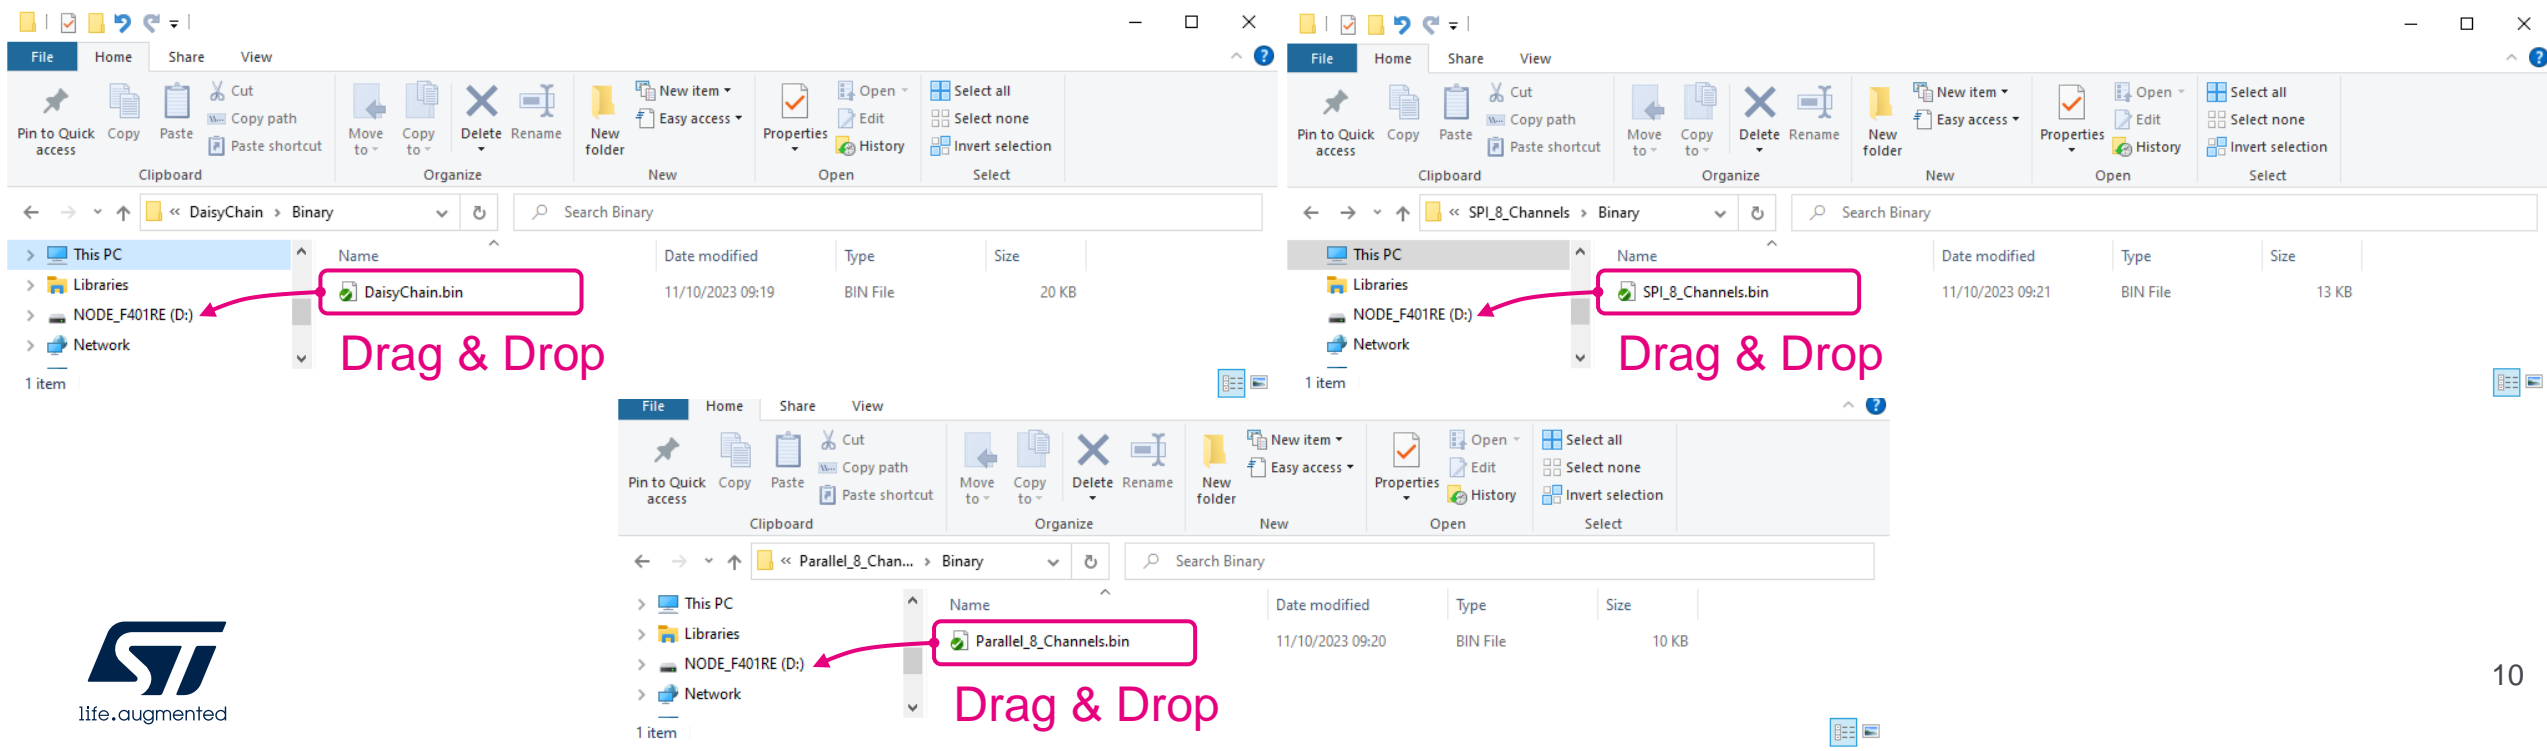 File Home Share View
Pin to Quick access
Copy
Paste
Cut
Copy path
Paste shortcut
Move to
Copy to
Delete
Rename
New folder
New item
Easy access
Properties
Open
Edit
History
Select all
Select none
Invert selection
Clipboard Organize New Open Select
« DaisyChain > Binary
Search Binary
This PC
Libraries
NODE_F401RE (D:)
Network
Name Date modified Type Size
DaisyChain.bin 11/10/2023 09:19 BIN File 20 KB
Drag & Drop
1 item
File Home Share View
Pin to Quick access
Copy
Paste
Cut
Copy path
Paste shortcut
Move to
Copy to
Delete
Rename
New folder
New item
Easy access
Properties
Open
Edit
History
Select all
Select none
Invert selection
Clipboard Organize New Open Select
« SPI_8_Channels > Binary
Search Binary
This PC
Libraries
NODE_F401RE (D:)
Network
Name Date modified Type Size
SPI_8_Channels.bin 11/10/2023 09:21 BIN File 13 KB
Drag & Drop
1 item
File Home Share View
Pin to Quick access
Copy
Paste
Cut
Copy path
Paste shortcut
Move to
Copy to
Delete
Rename
New folder
New item
Easy access
Properties
Open
Edit
History
Select all
Select none
Invert selection
Clipboard Organize New Open Select
« Parallel_8_Chan... > Binary
Search Binary
This PC
Libraries
NODE_F401RE (D:)
Network
Name Date modified Type Size
Parallel_8_Channels.bin 11/10/2023 09:20 BIN File 10 KB
Drag & Drop
1 item
ST
life.augmented
10